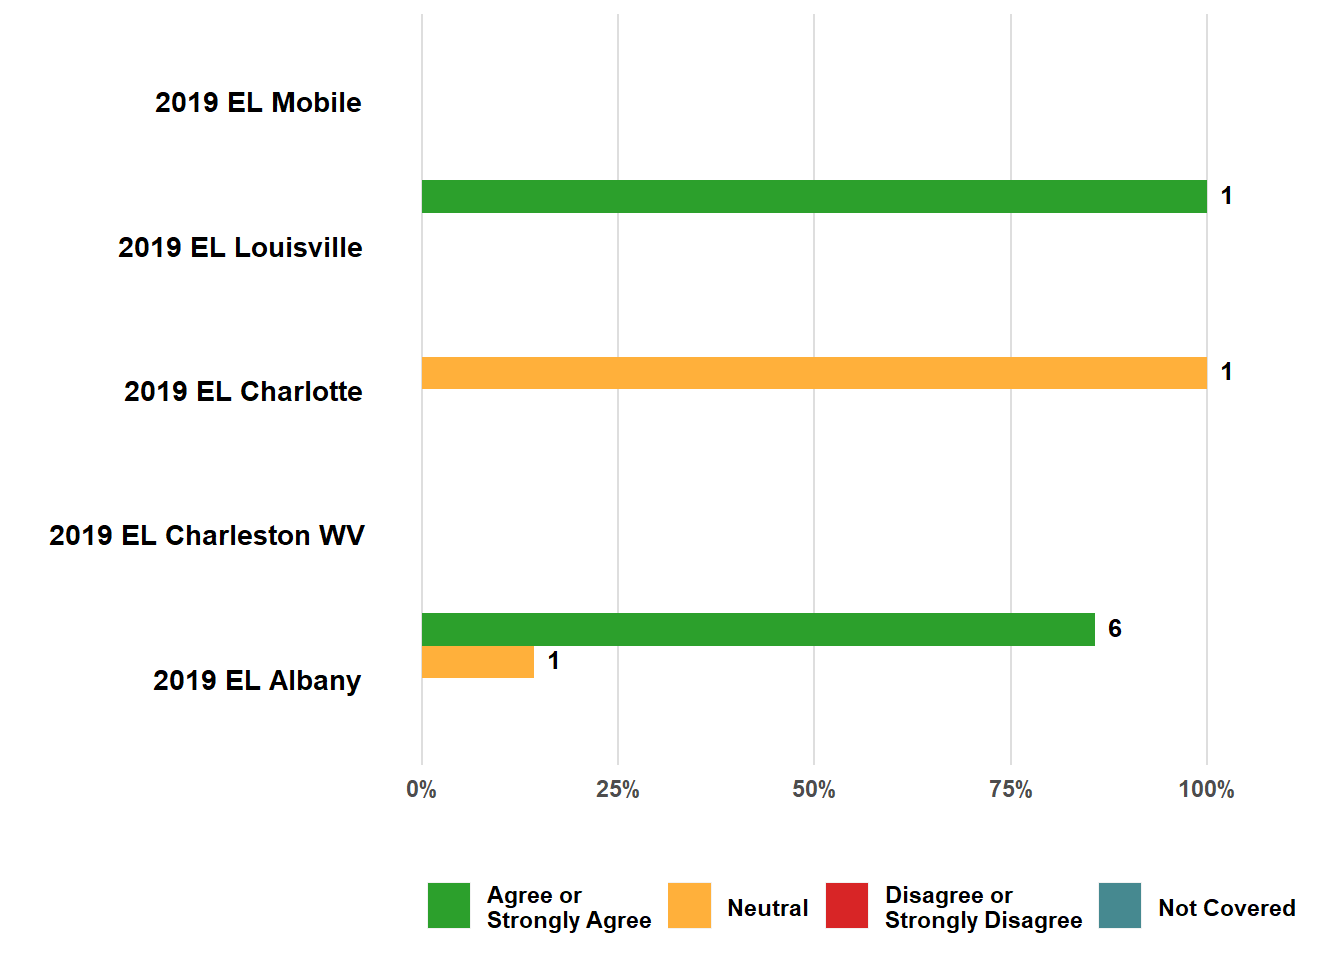 2019 EL Mobile
1
2019 EL Louisville
1
2019 EL Charlotte
2019 EL Charleston WV
6
1
2019 EL Albany
0% 25% 50% 75% 100%
Agree or
Strongly Agree
Neutral
Disagree or
Strongly Disagree
Not Covered